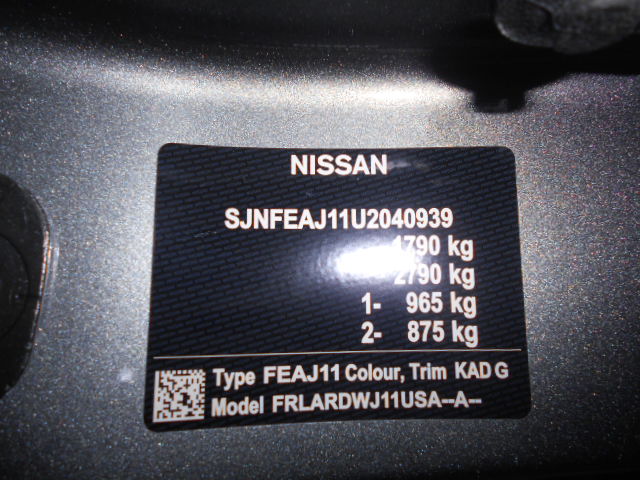 NISSAN
SJNFEAJ11U2040939
1790 kg
2790 kg
1- 965 kg
2- 875 kg
Type FEAJ11 Colour, Trim KAD G
Model FRLARDWJ11USA--A--